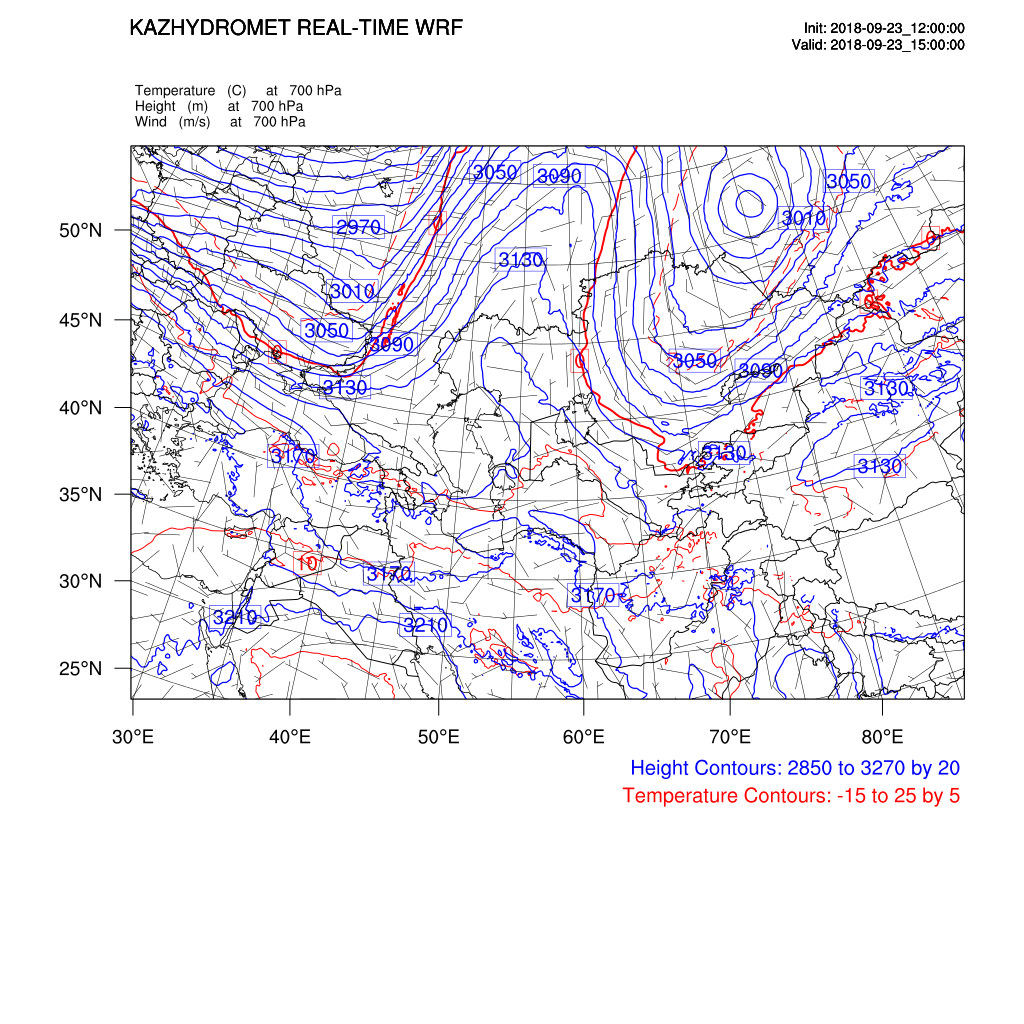 KAZHYDROMET REAL-TIME WRF
Init: 2018-09-23_12:00:00
Valid: 2018-09-23_15:00:00
Temperature (C) at 700 hPa
Height (m) at 700 hPa
Wind (m/s) at 700 hPa
3050
3090
3050
3010
2970
0
0
50°N
3130
3010
45°N
3050
3090
0
0
3050
3090
3130
3130
40°N
3170
3130
3130
35°N
10
3170
30°N
3170
3210
3210
25°N
30°E 40°E 50°E 60°E 70°E 80°E
Height Contours: 2850 to 3270 by 20
Temperature Contours: -15 to 25 by 5